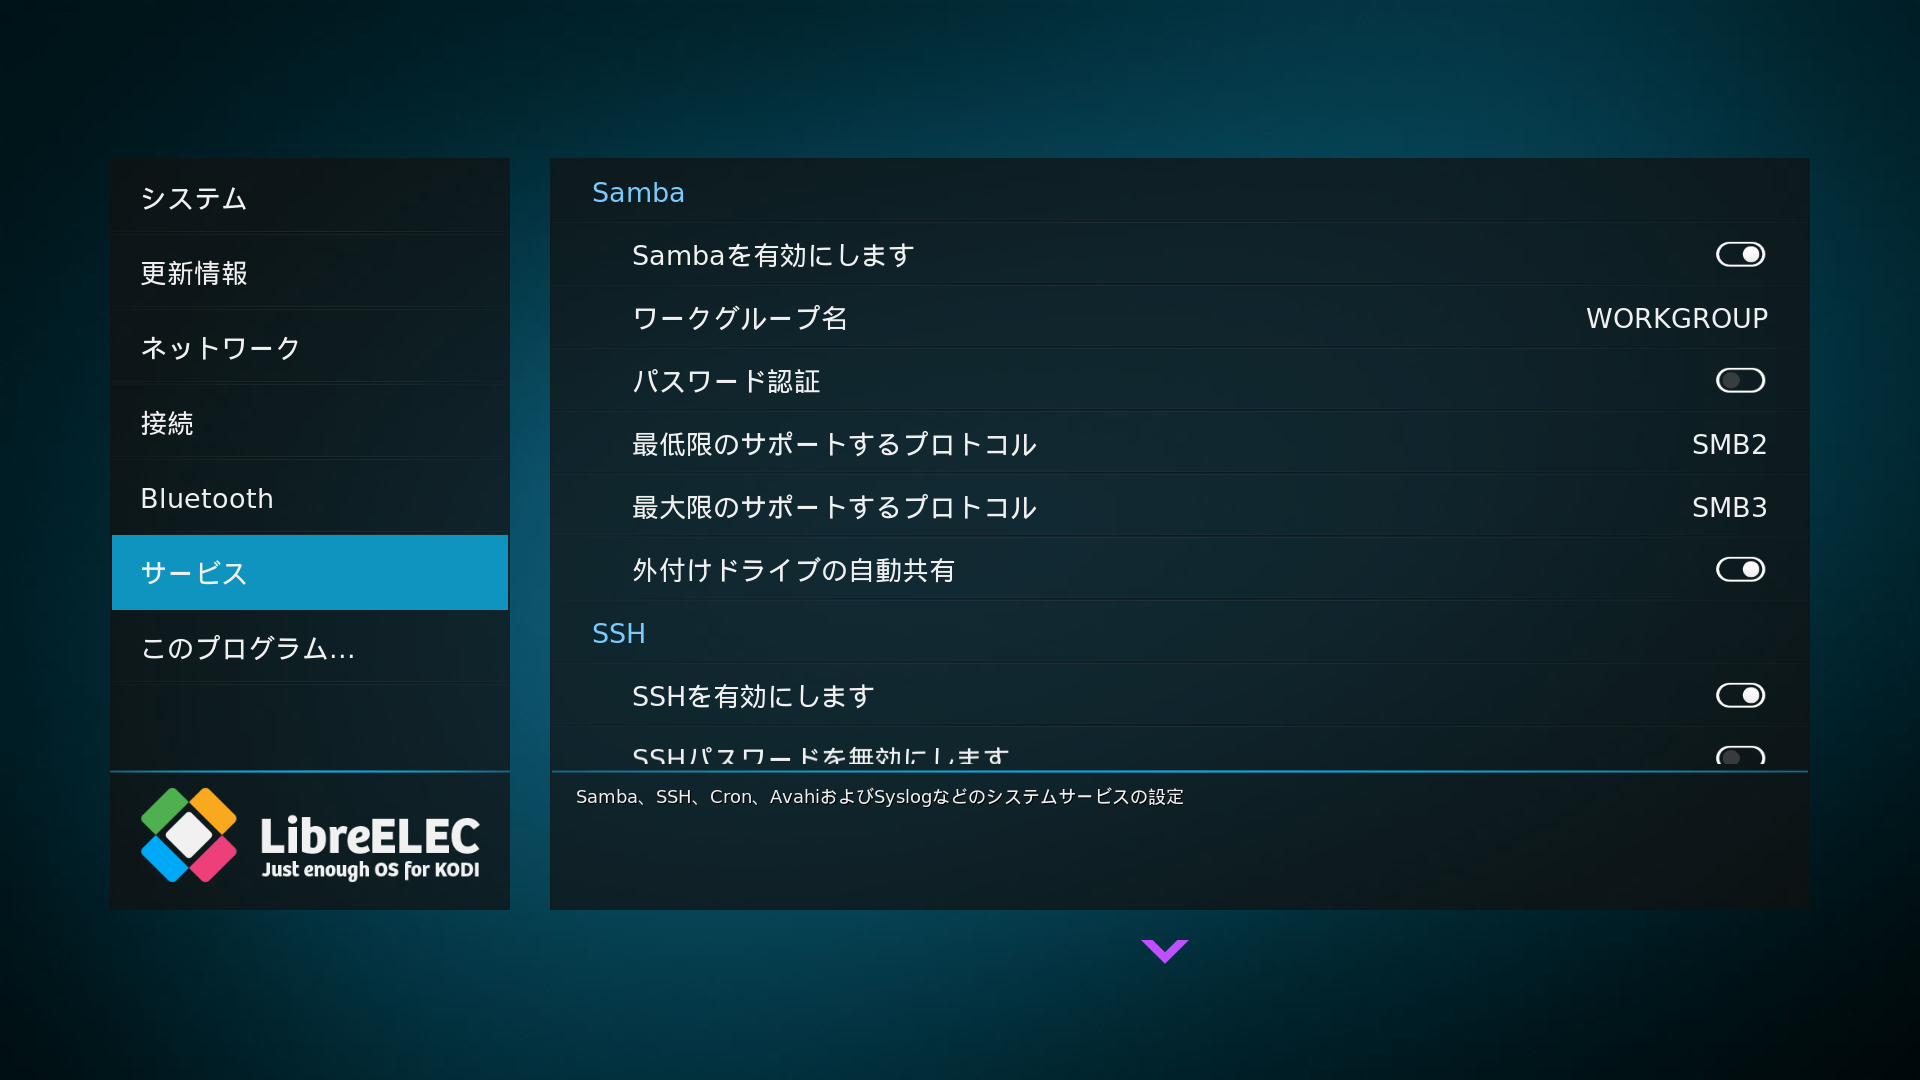 システム
更新情報
ネットワーク
接続
Bluetooth
サービス
このプログラム...
LibreELEC
Just enough OS for KODI
Samba
Sambaを有効にします
ワークグループ名 WORKGROUP
パスワード認証
最低限のサポートするプロトコル SMB2
最大限のサポートするプロトコル SMB3
外付けドライブの自動共有
SSH
SSHを有効にします
SSHパスワードを無効にします
Samba、SSH、Cron、AvahiおよびSyslogなどのシステムサービスの設定